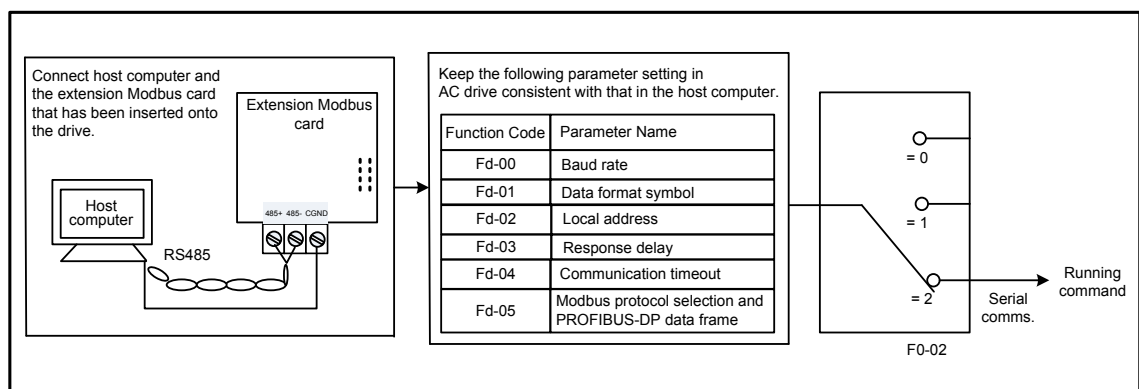 Connect host computer and
the extension Modbus card
that has been inserted onto
the drive.
Extension Modbus
card
Host
computer
485+ 485- CGND
RS485
Keep the following parameter setting in
AC drive consistent with that in the host computer.
Function Code Parameter Name
Fd-00 Baud rate
Fd-01 Data format symbol
Fd-02 Local address
Fd-03 Response delay
Fd-04 Communication timeout
Fd-05 Modbus protocol selection and
PROFIBUS-DP data frame
= 0
= 1
= 2
F0-02
Serial
comms.
Running
command